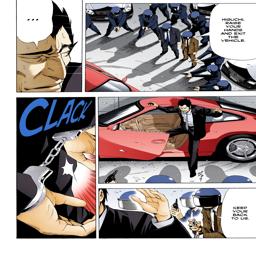 ...
HIGUCHI,
RAISE
YOUR
HANDS
AND EXIT
THE
VEHICLE.
CLACK
KEEP
YOUR
BACK
TO US.